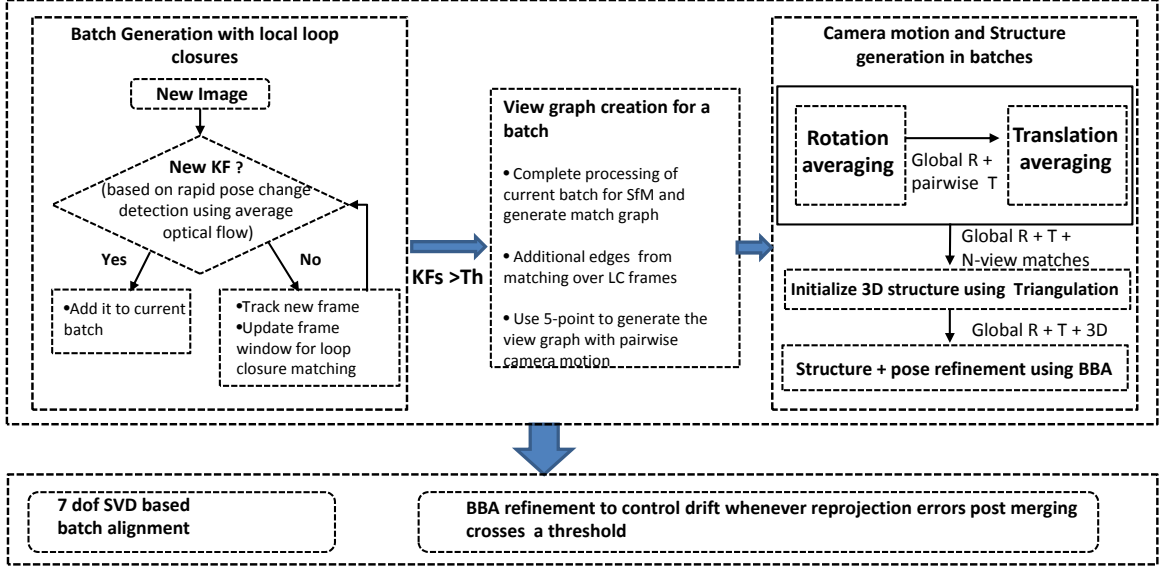 Batch Generation with local loop
closures
New Image
New KF ?
(based on rapid pose change
detection using average
optical flow)
Yes
No
•Add it to current
batch
•Track new frame
•Update frame
window for loop
closure matching
KFs >Th
View graph creation for a
batch
• Complete processing of
current batch for SfM and
generate match graph
• Additional edges from
matching over LC frames
• Use 5-point to generate the
view graph with pairwise
camera motion
Camera motion and Structure
generation in batches
Rotation
averaging
Global R +
pairwise T
Translation
averaging
Global R + T +
N-view matches
Initialize 3D structure using Triangulation
Global R + T + 3D
Structure + pose refinement using BBA
7 dof SVD based
batch alignment
BBA refinement to control drift whenever reprojection errors post merging
crosses a threshold